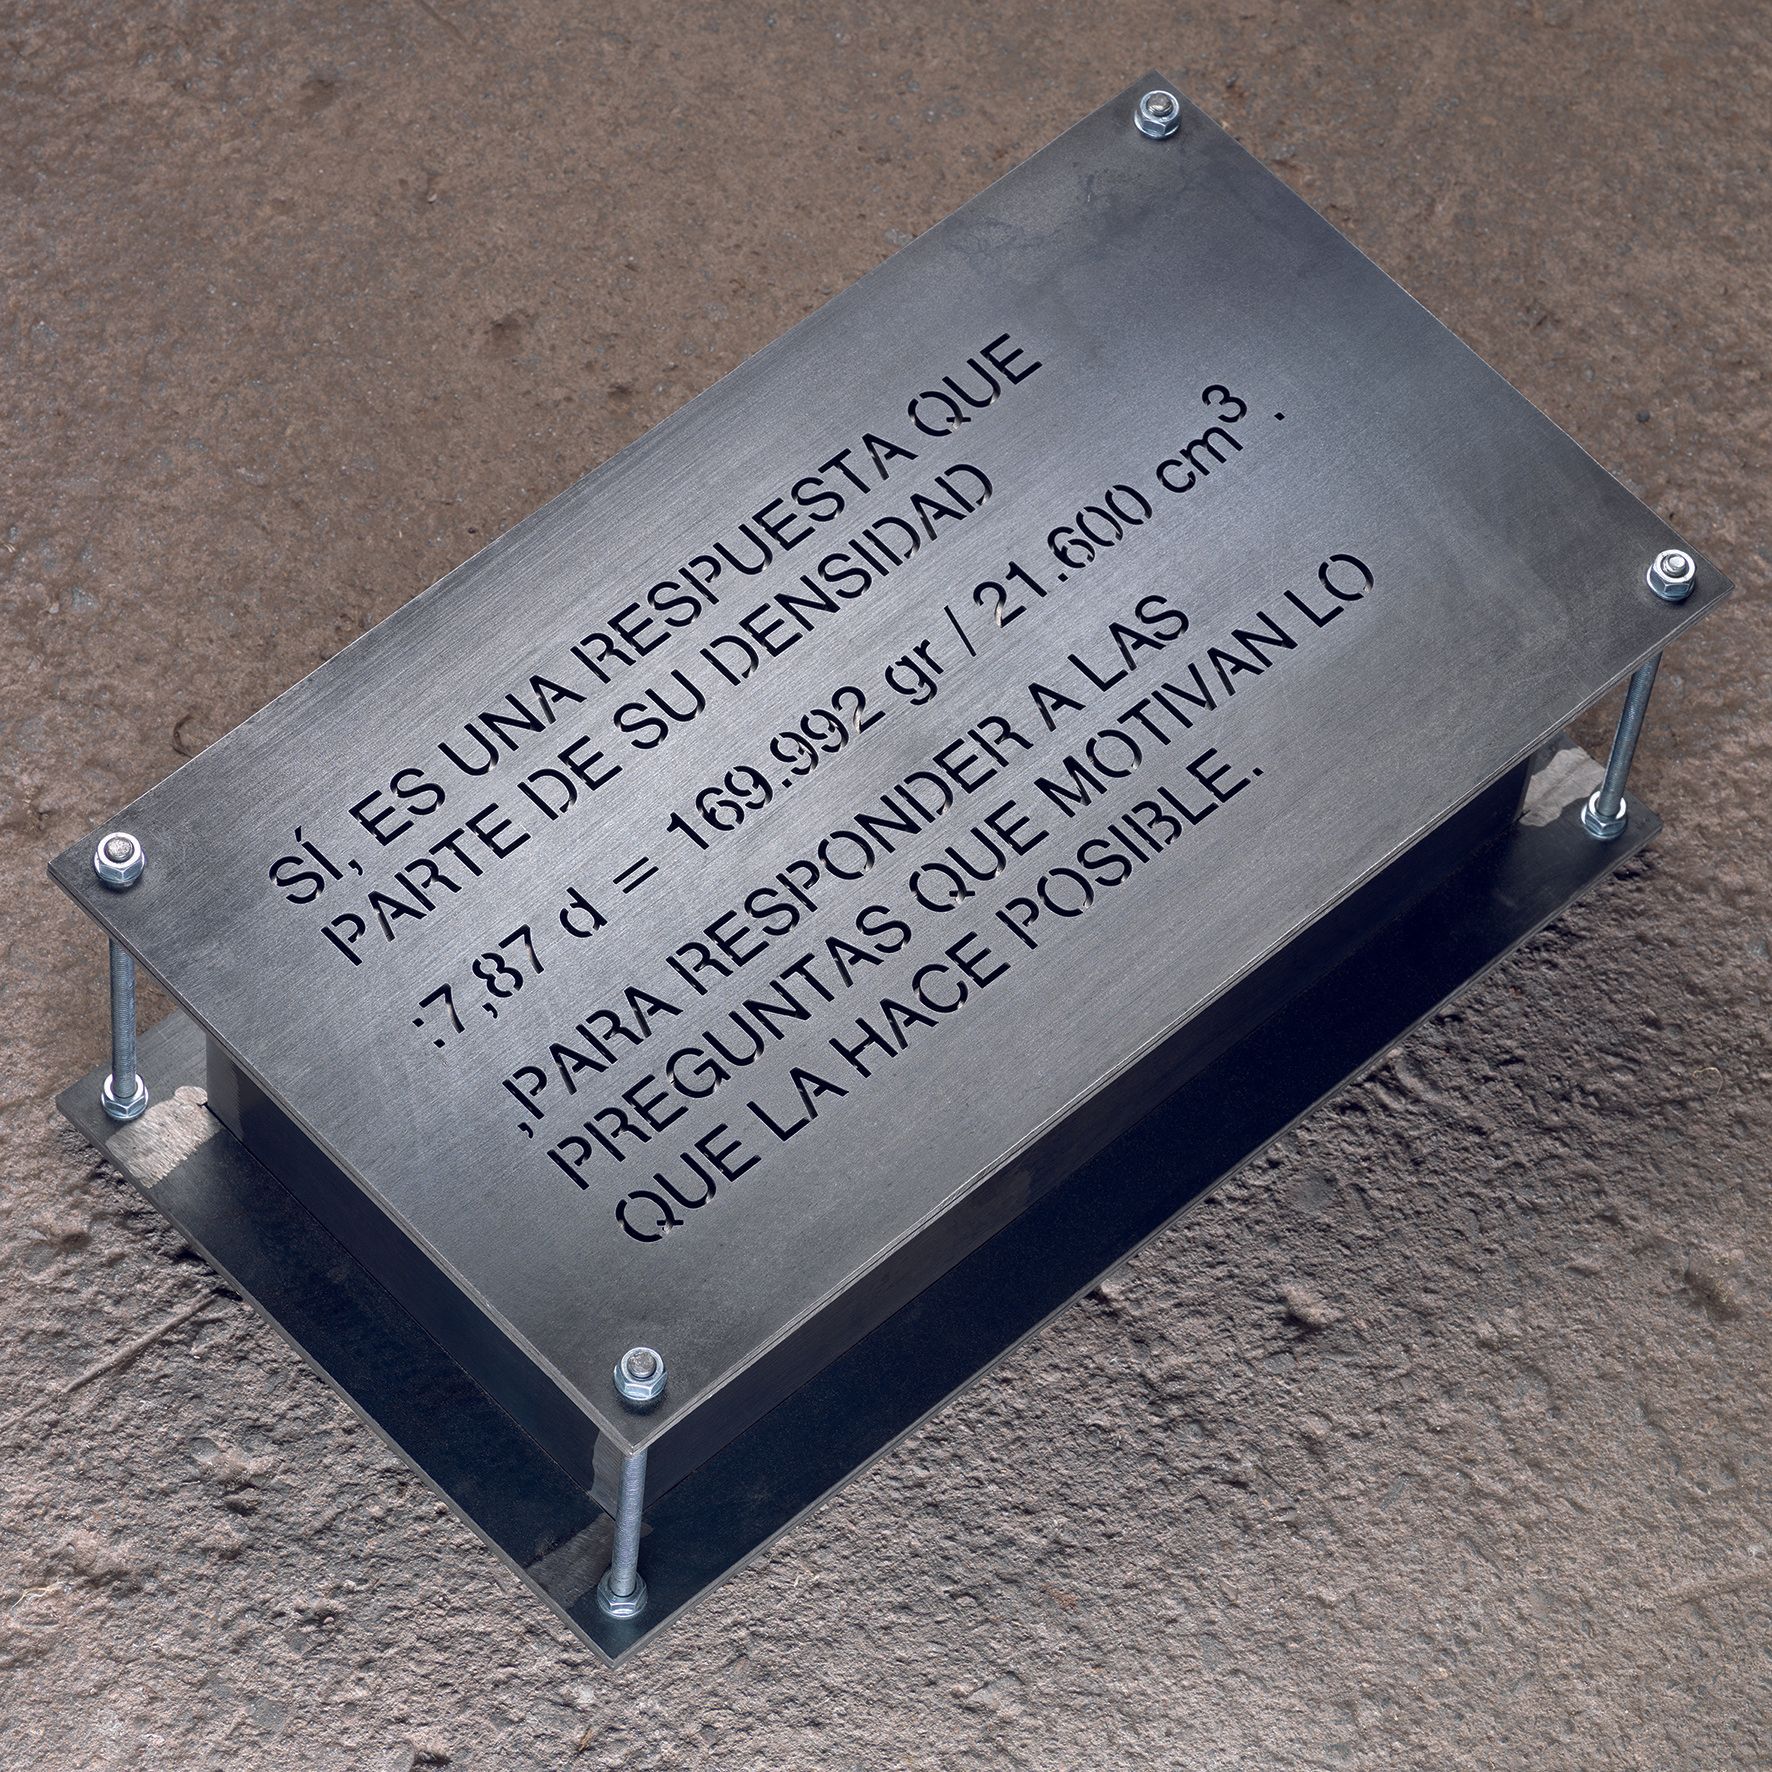 SÍ, ES UNA RESPUESTA QUE
PARTE DE SU DENSIDAD
:7,87 d = 169.992 gr / 21.600 cm³ .
,PARA RESPONDER A LAS
PREGUNTAS QUE MOTIVAN LO
QUE LA HACE POSIBLE.